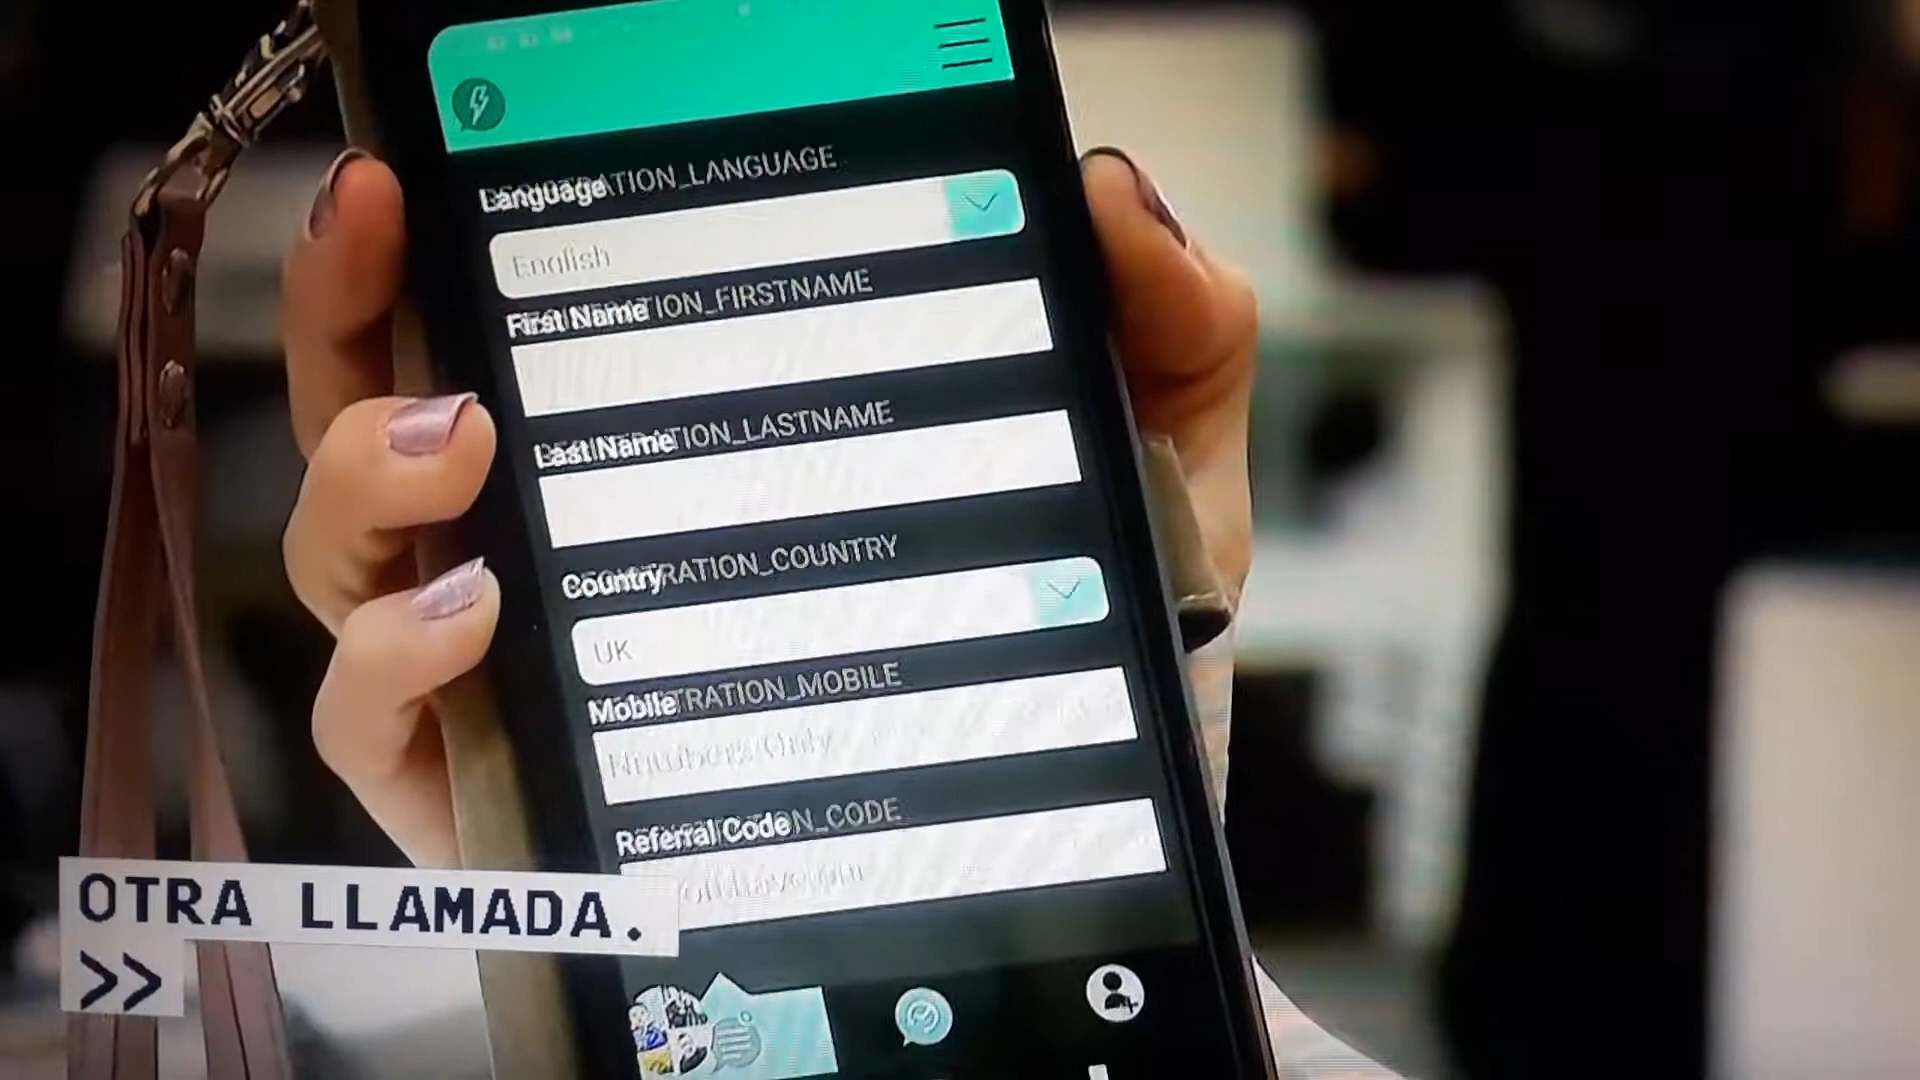 REGISTRATION_LANGUAGE
Language
English
REGISTRATION_FIRSTNAME
First Name
REGISTRATION_LASTNAME
Last Name
REGISTRATION_COUNTRY
Country
UK
REGISTRATION_MOBILE
Mobile
Numbers Only
REGISTRATION_CODE
Referral Code
OTRA LLAMADA.
>>